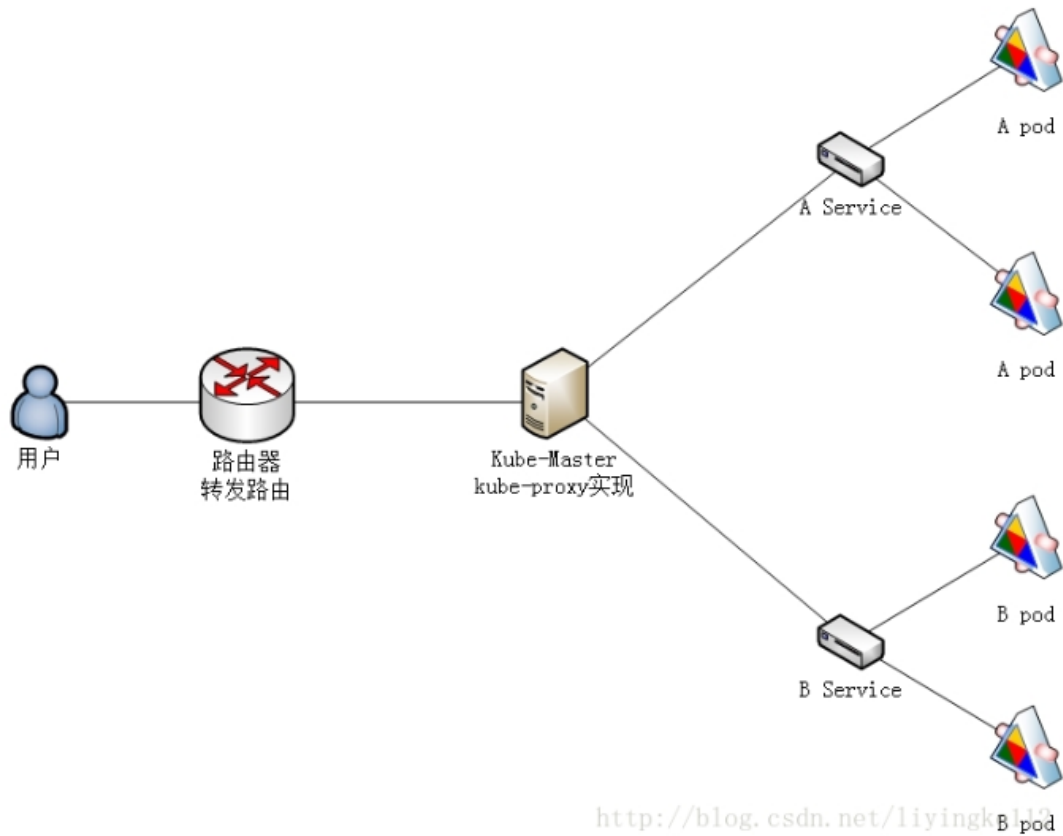 A pod
A Service
A pod
用户
路由器
转发路由
Kube-Master
kube-proxy实现
B pod
B Service
B pod